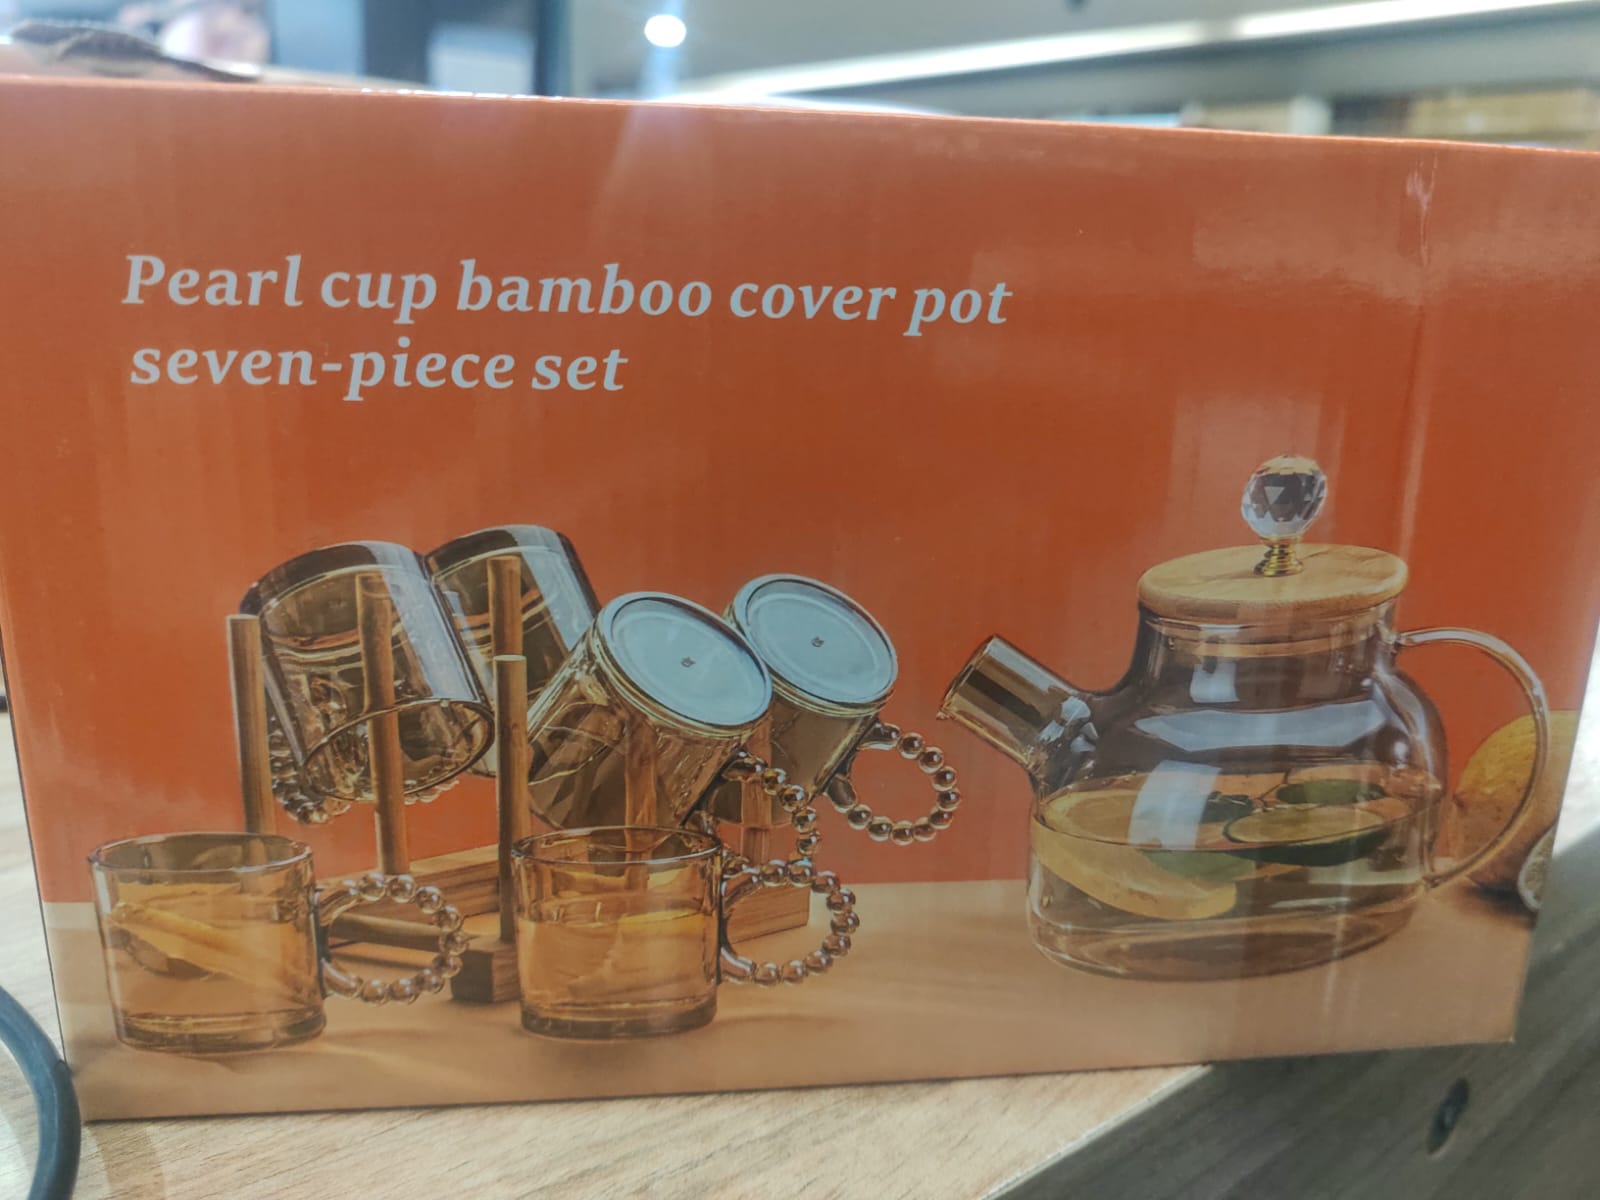 Pearl cup bamboo cover pot
seven-piece set